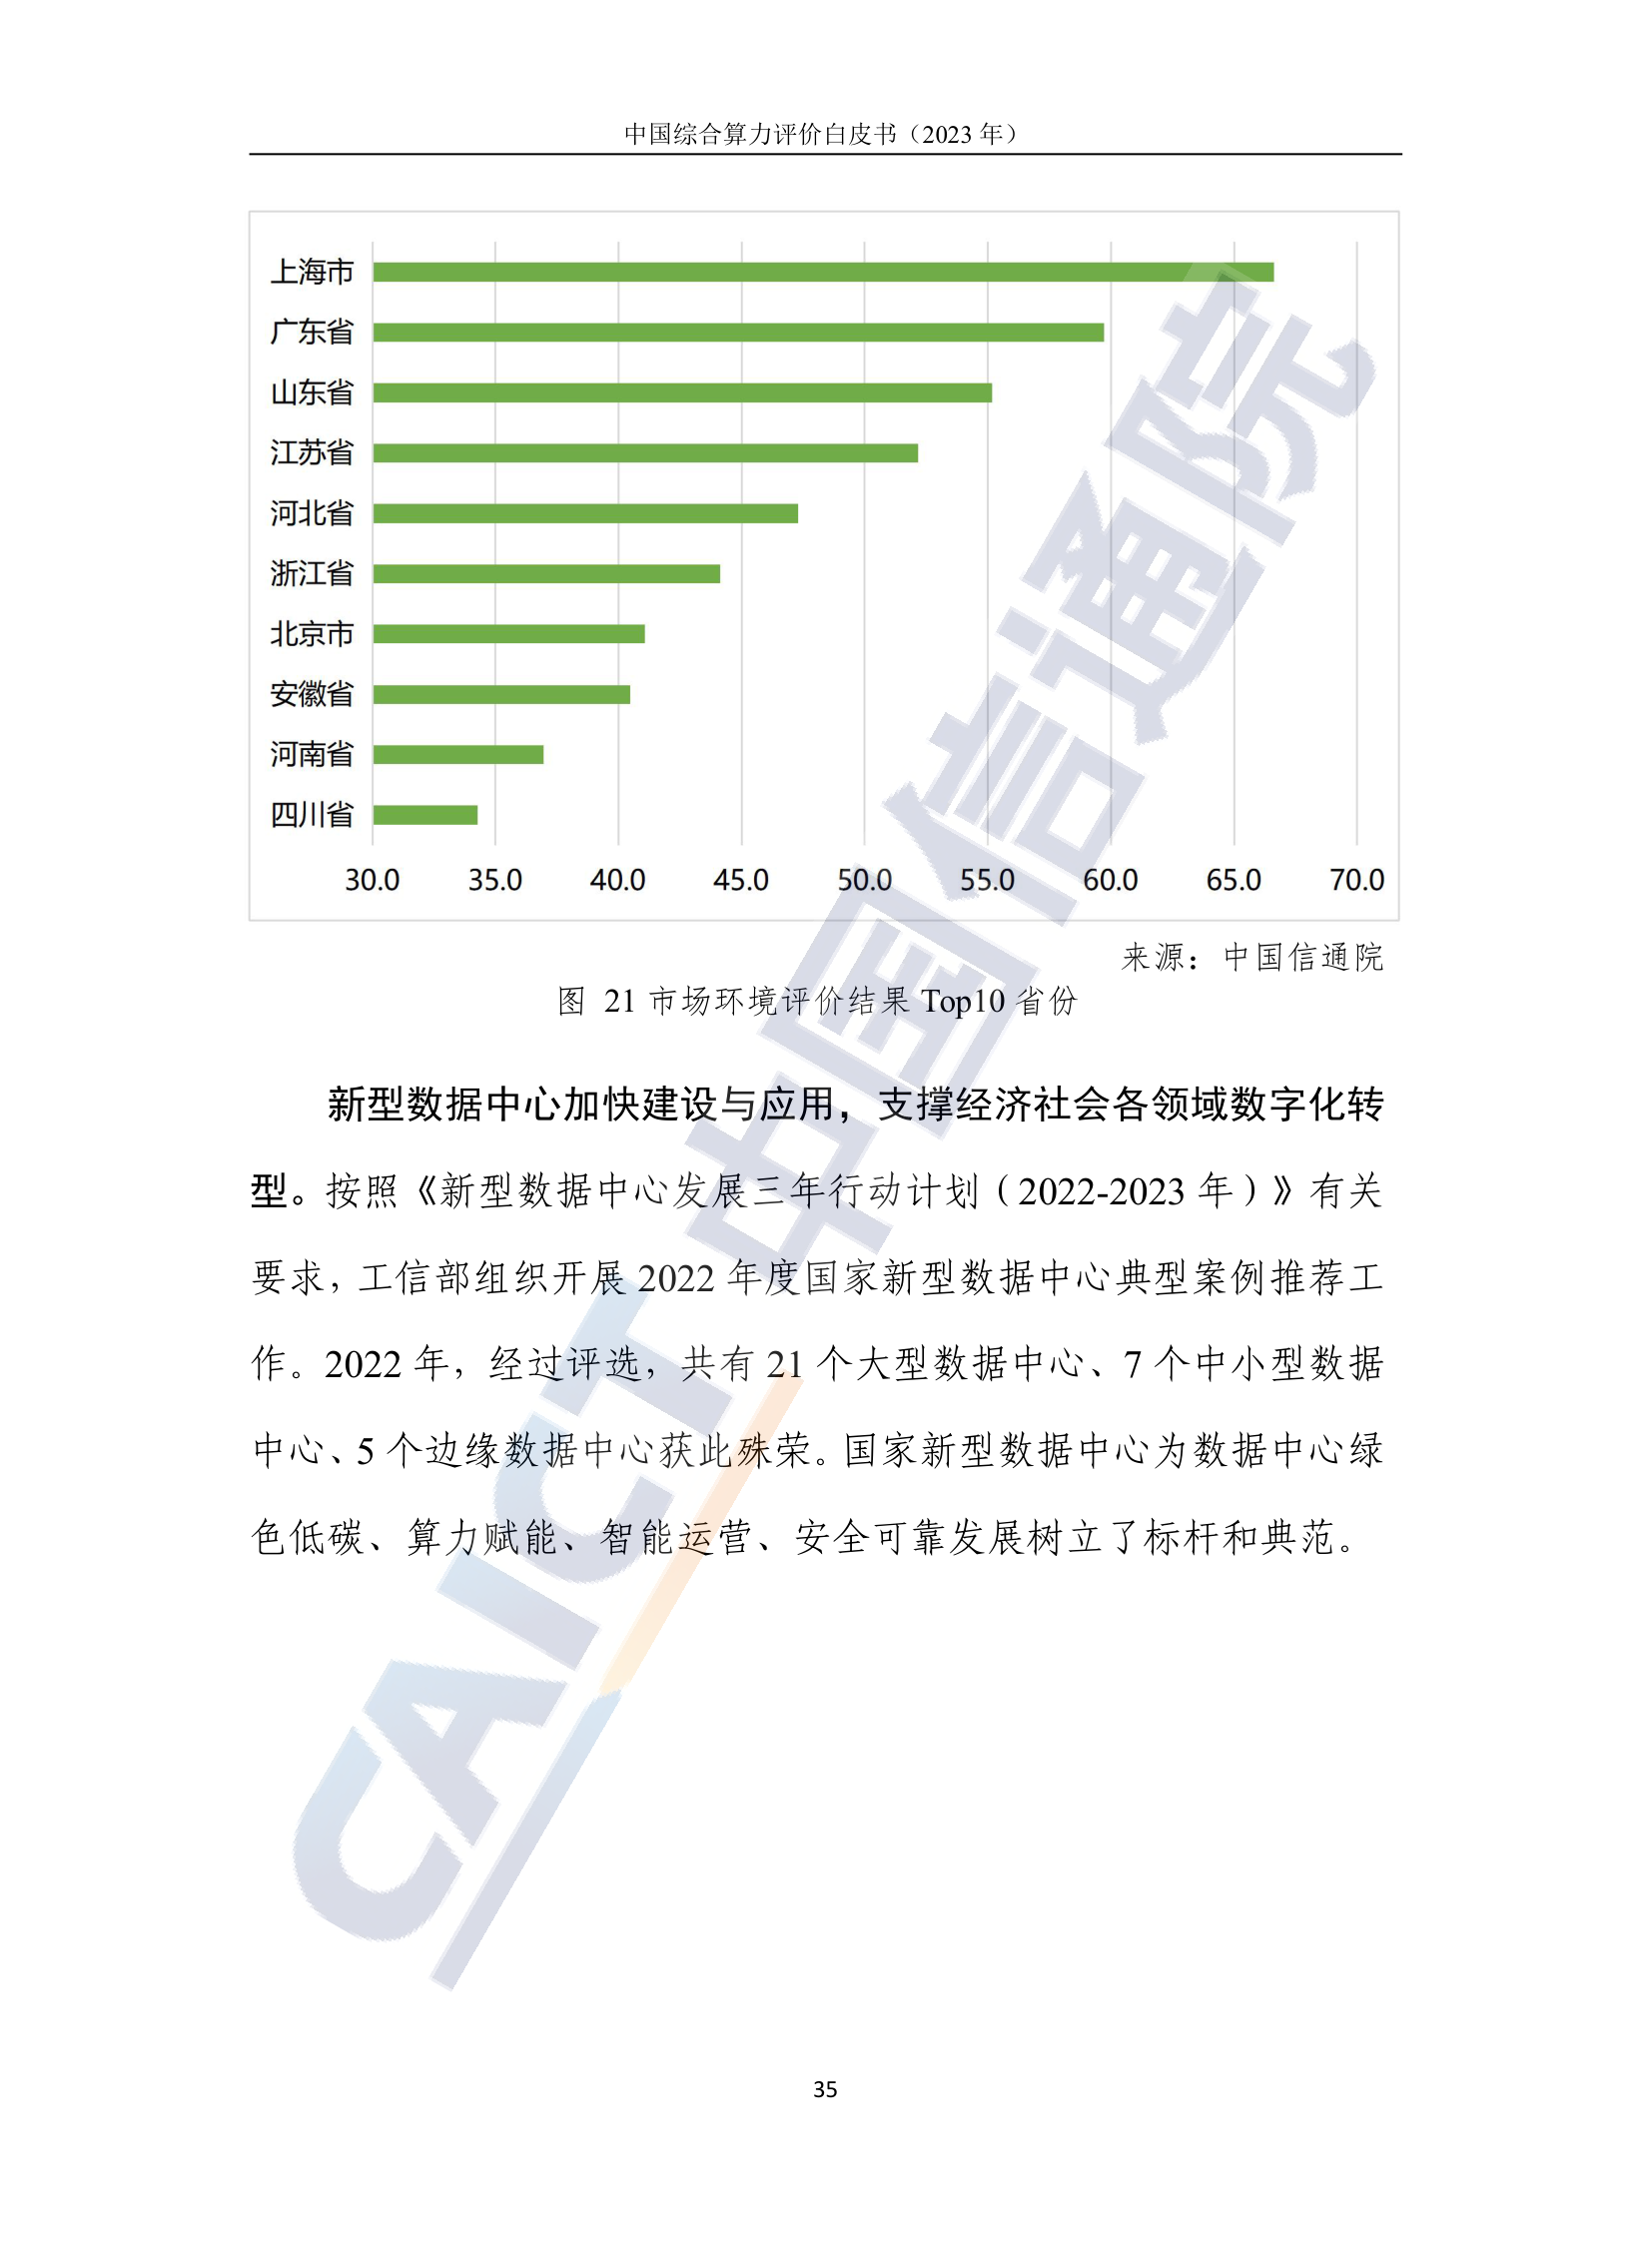 中国综合算力评价白皮书（2023 年）
上海市
广东省
山东省
江苏省
河北省
浙江省
北京市
安徽省
河南省
四川省
30.0 35.0 40.0 45.0 50.0 55.0 60.0 65.0 70.0
来源：中国信通院
图 21 市场环境评价结果 Top10 省份
新型数据中心加快建设与应用，支撑经济社会各领域数字化转
型。按照《新型数据中心发展三年行动计划（2022-2023 年）》有关
要求，工信部组织开展 2022 年度国家新型数据中心典型案例推荐工
作。2022 年，经过评选，共有 21 个大型数据中心、7 个中小型数据
中心、5 个边缘数据中心获此殊荣。国家新型数据中心为数据中心绿
色低碳、算力赋能、智能运营、安全可靠发展树立了标杆和典范。
CAICT 中国信通院
35